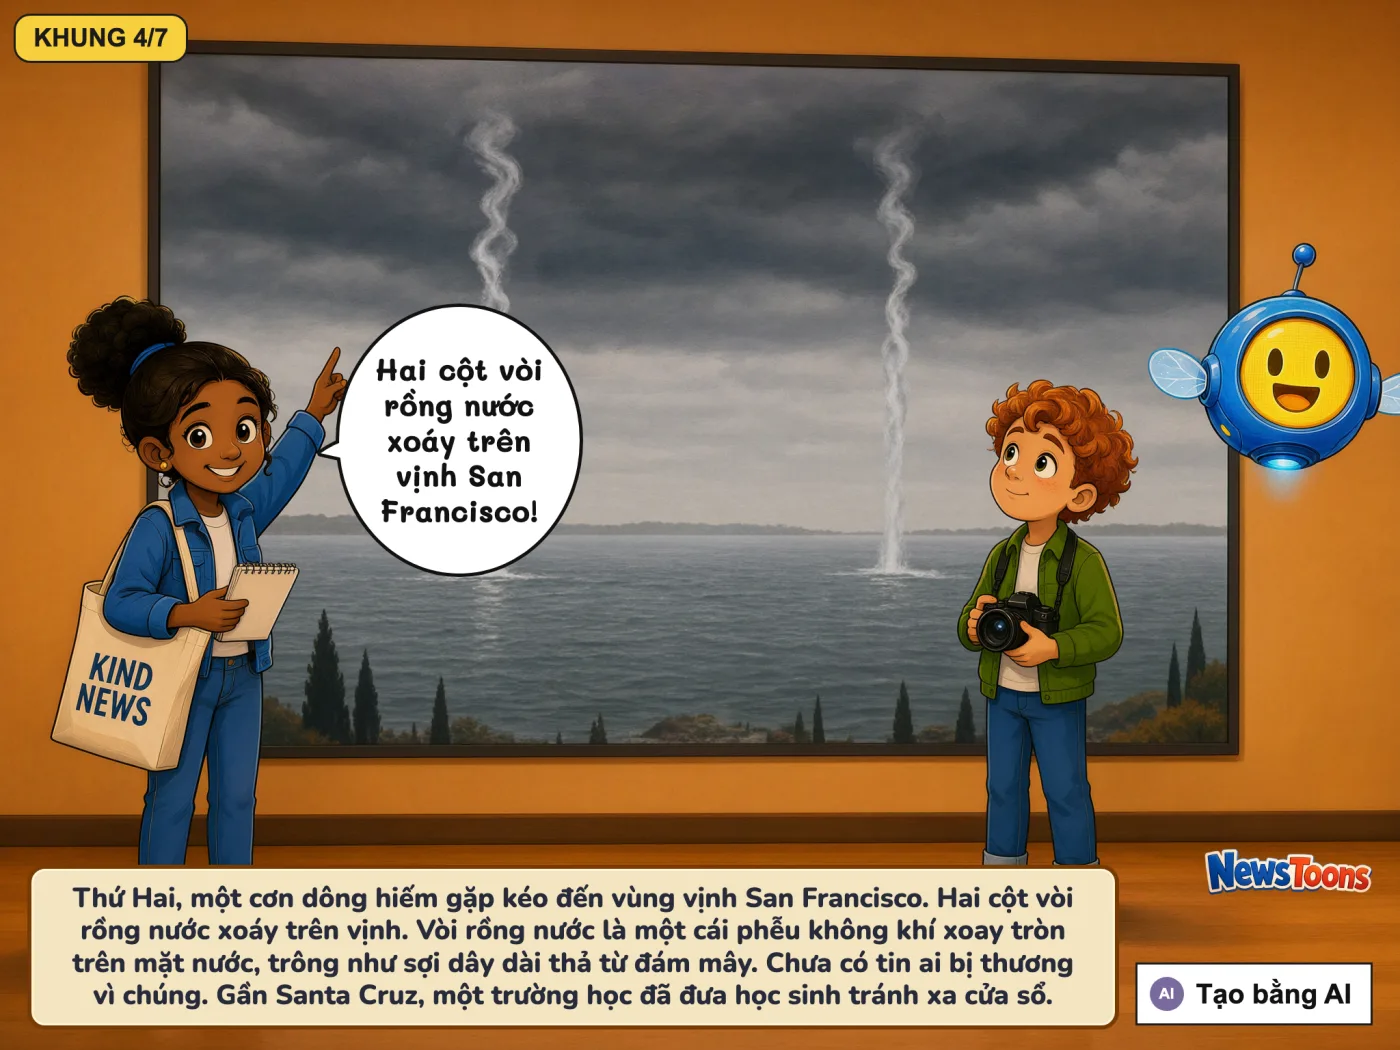 KHUNG 4/7
Hai cột vòi
rồng nước
xoáy trên
vịnh San
Francisco!
KIND
NEWS
NewsToons
Thứ Hai, một cơn dông hiếm gặp kéo đến vùng vịnh San Francisco. Hai cột vòi
rồng nước xoáy trên vịnh. Vòi rồng nước là một cái phễu không khí xoay tròn
trên mặt nước, trông như sợi dây dài thả từ đám mây. Chưa có tin ai bị thương
vì chúng. Gần Santa Cruz, một trường học đã đưa học sinh tránh xa cửa sổ.
AI Tạo bằng AI